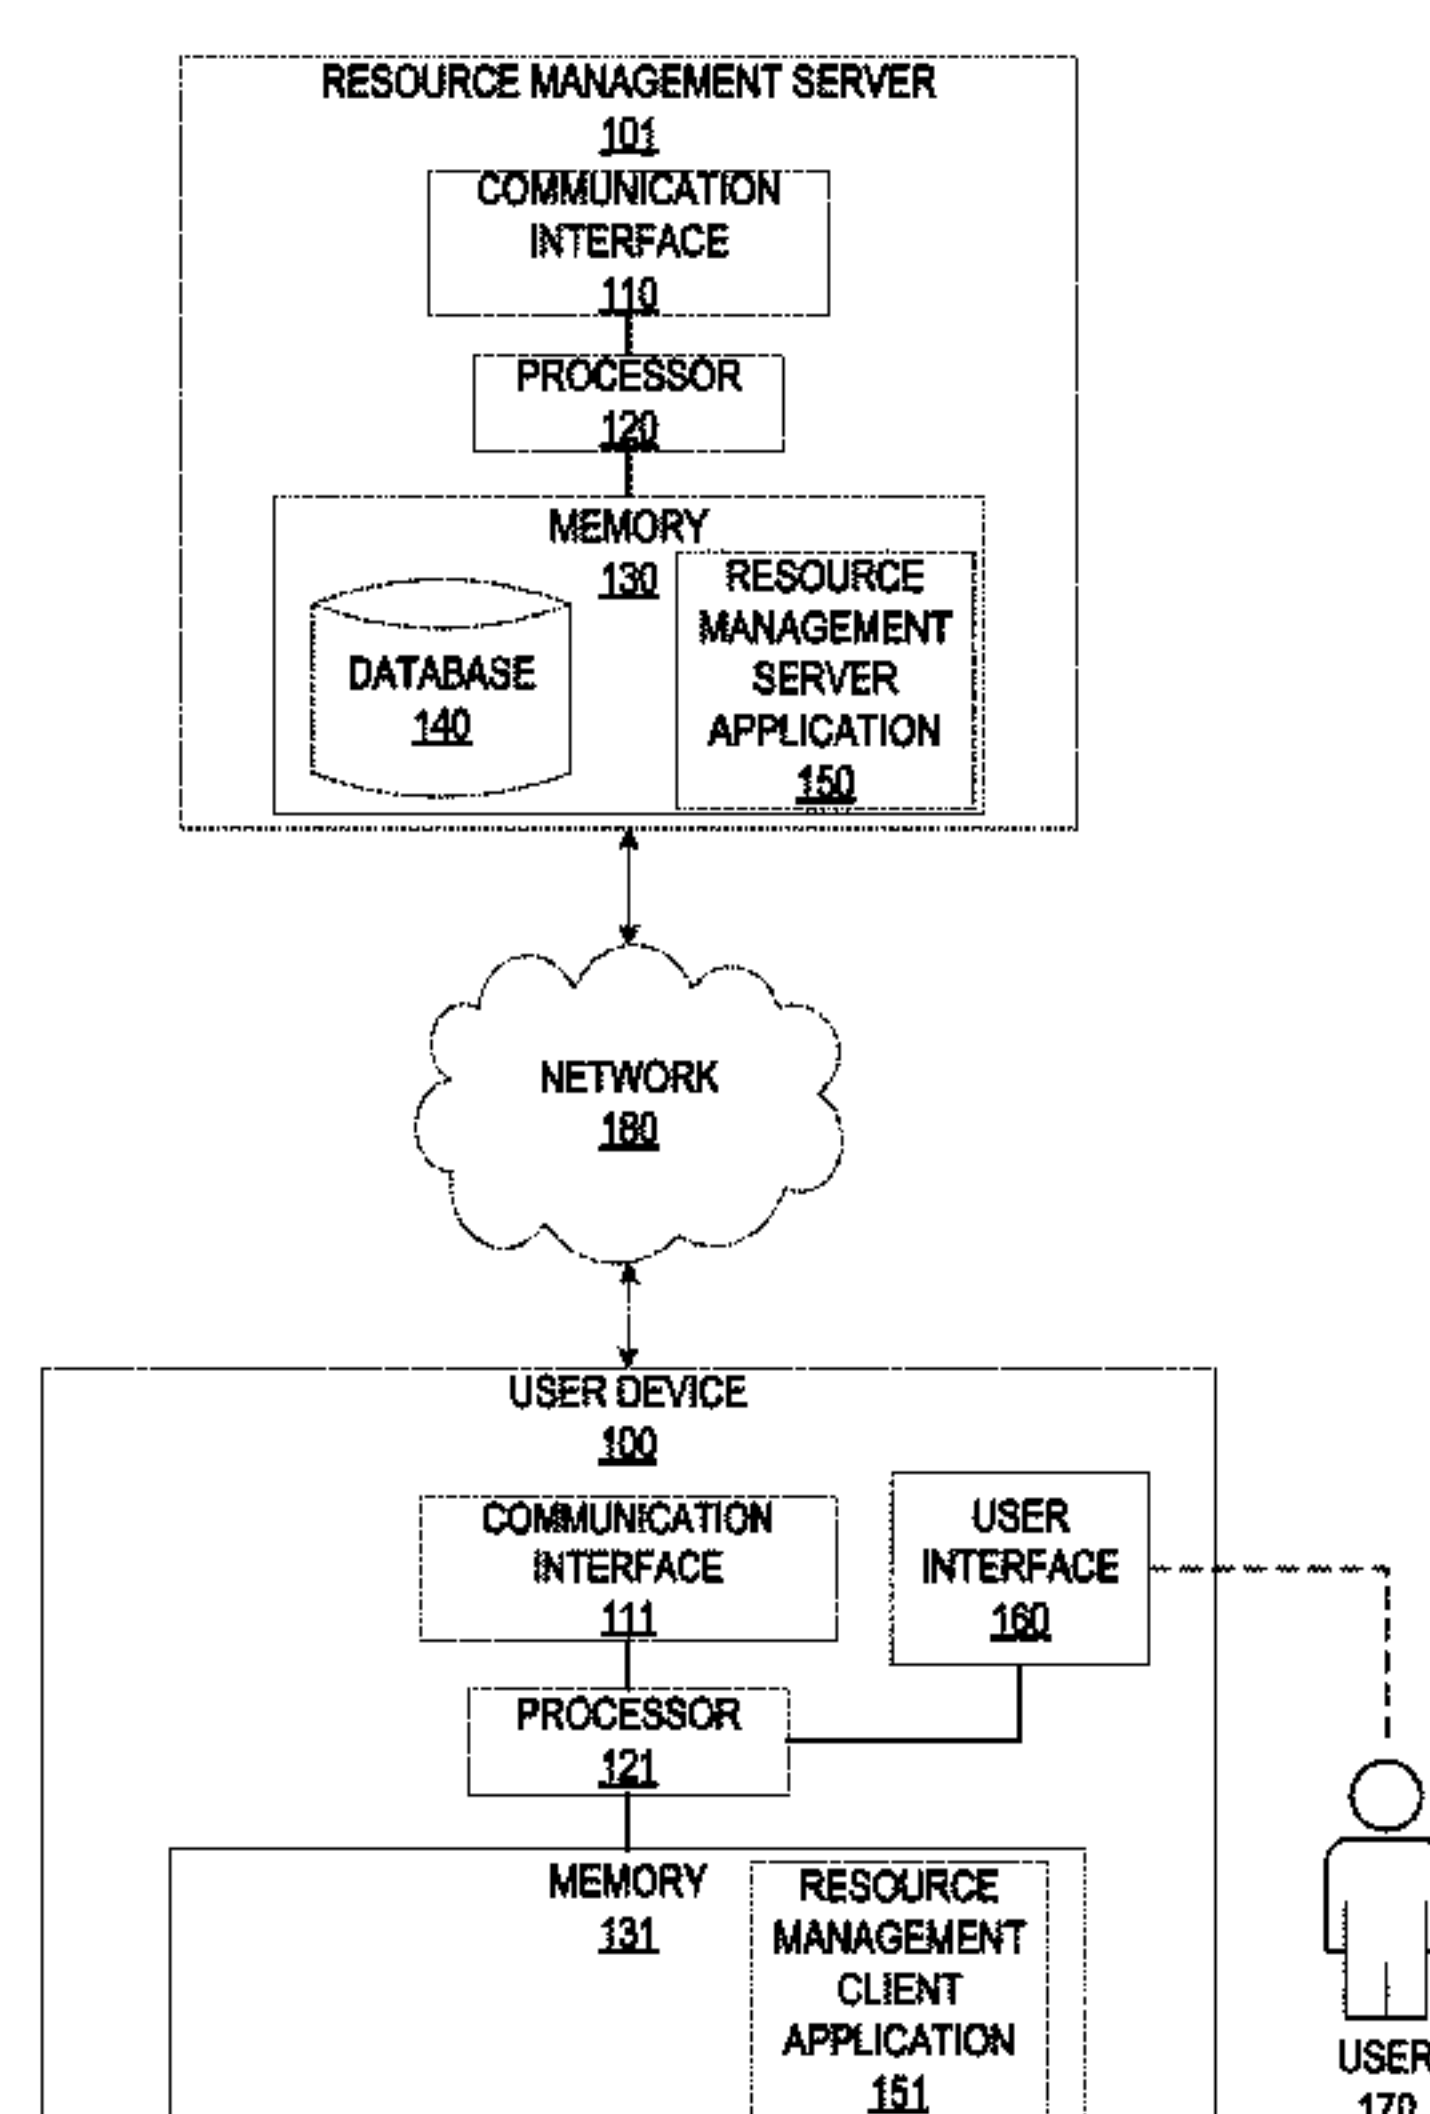 RESOURCE MANAGEMENT SERVER
101
COMMUNICATION
INTERFACE
110
PROCESSOR
120
MEMORY
130
DATABASE
140
RESOURCE
MANAGEMENT
SERVER
APPLICATION
150
NETWORK
180
USER DEVICE
100
COMMUNICATION
INTERFACE
111
USER
INTERFACE
160
PROCESSOR
121
MEMORY
131
RESOURCE
MANAGEMENT
CLIENT
APPLICATION
151
USER
170